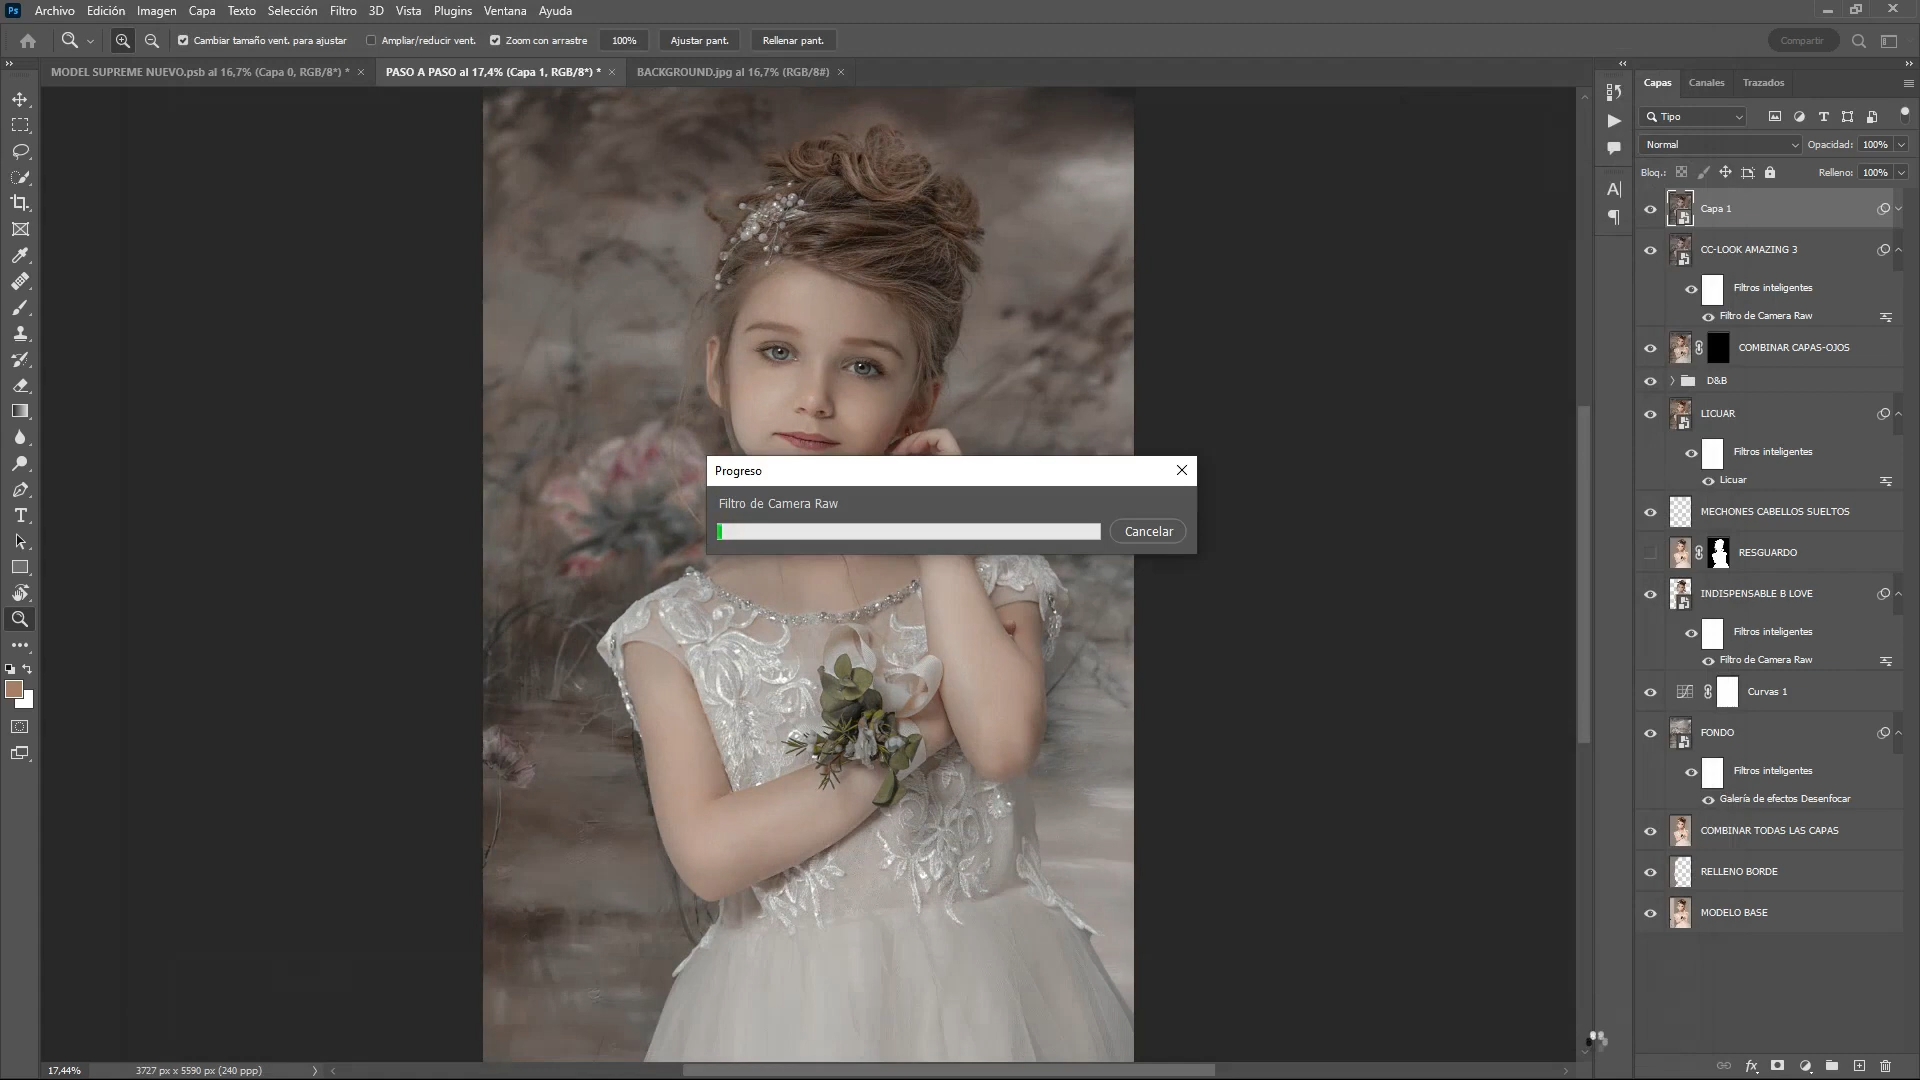 Ps Archivo Edición Imagen Capa Texto Selección Filtro 3D Vista Plugins Ventana Ayuda
Cambiar tamaño vent. para ajustar Ampliar/reducir vent. Zoom con arrastre 100% Ajustar pant. Rellenar pant. Compartir
MODEL SUPREME NUEVO.psb al 16,7% (Capa 0, RGB/8*) * PASO A PASO al 17,4% (Capa 1, RGB/8*) * BACKGROUND.jpg al 16,7% (RGB/8#)
Capas Canales Trazados
Tipo
Normal Opacidad: 100%
Bloq.: Relleno: 100%
Capa 1
CC-LOOK AMAZING 3
Filtros inteligentes
Filtro de Camera Raw
COMBINAR CAPAS-OJOS
D&B
LICUAR
Filtros inteligentes
Licuar
MECHONES CABELLOS SUELTOS
RESGUARDO
INDISPENSABLE B LOVE
Filtros inteligentes
Filtro de Camera Raw
Curvas 1
FONDO
Filtros inteligentes
Galería de efectos Desenfocar
COMBINAR TODAS LAS CAPAS
RELLENO BORDE
MODELO BASE
Progreso
Filtro de Camera Raw
Cancelar
17,44% 3727 px x 5590 px (240 ppp)